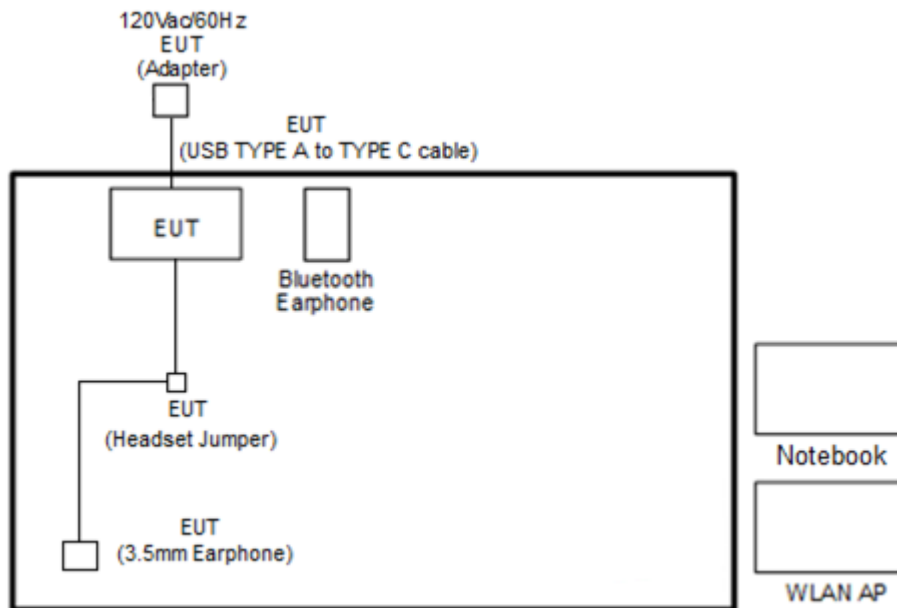 120Vac/60Hz
EUT
(Adapter)
EUT
(USB TYPE A to TYPE C cable)
EUT
Bluetooth
Earphone
EUT
(Headset Jumper)
Notebook
EUT
(3.5mm Earphone)
WLAN AP